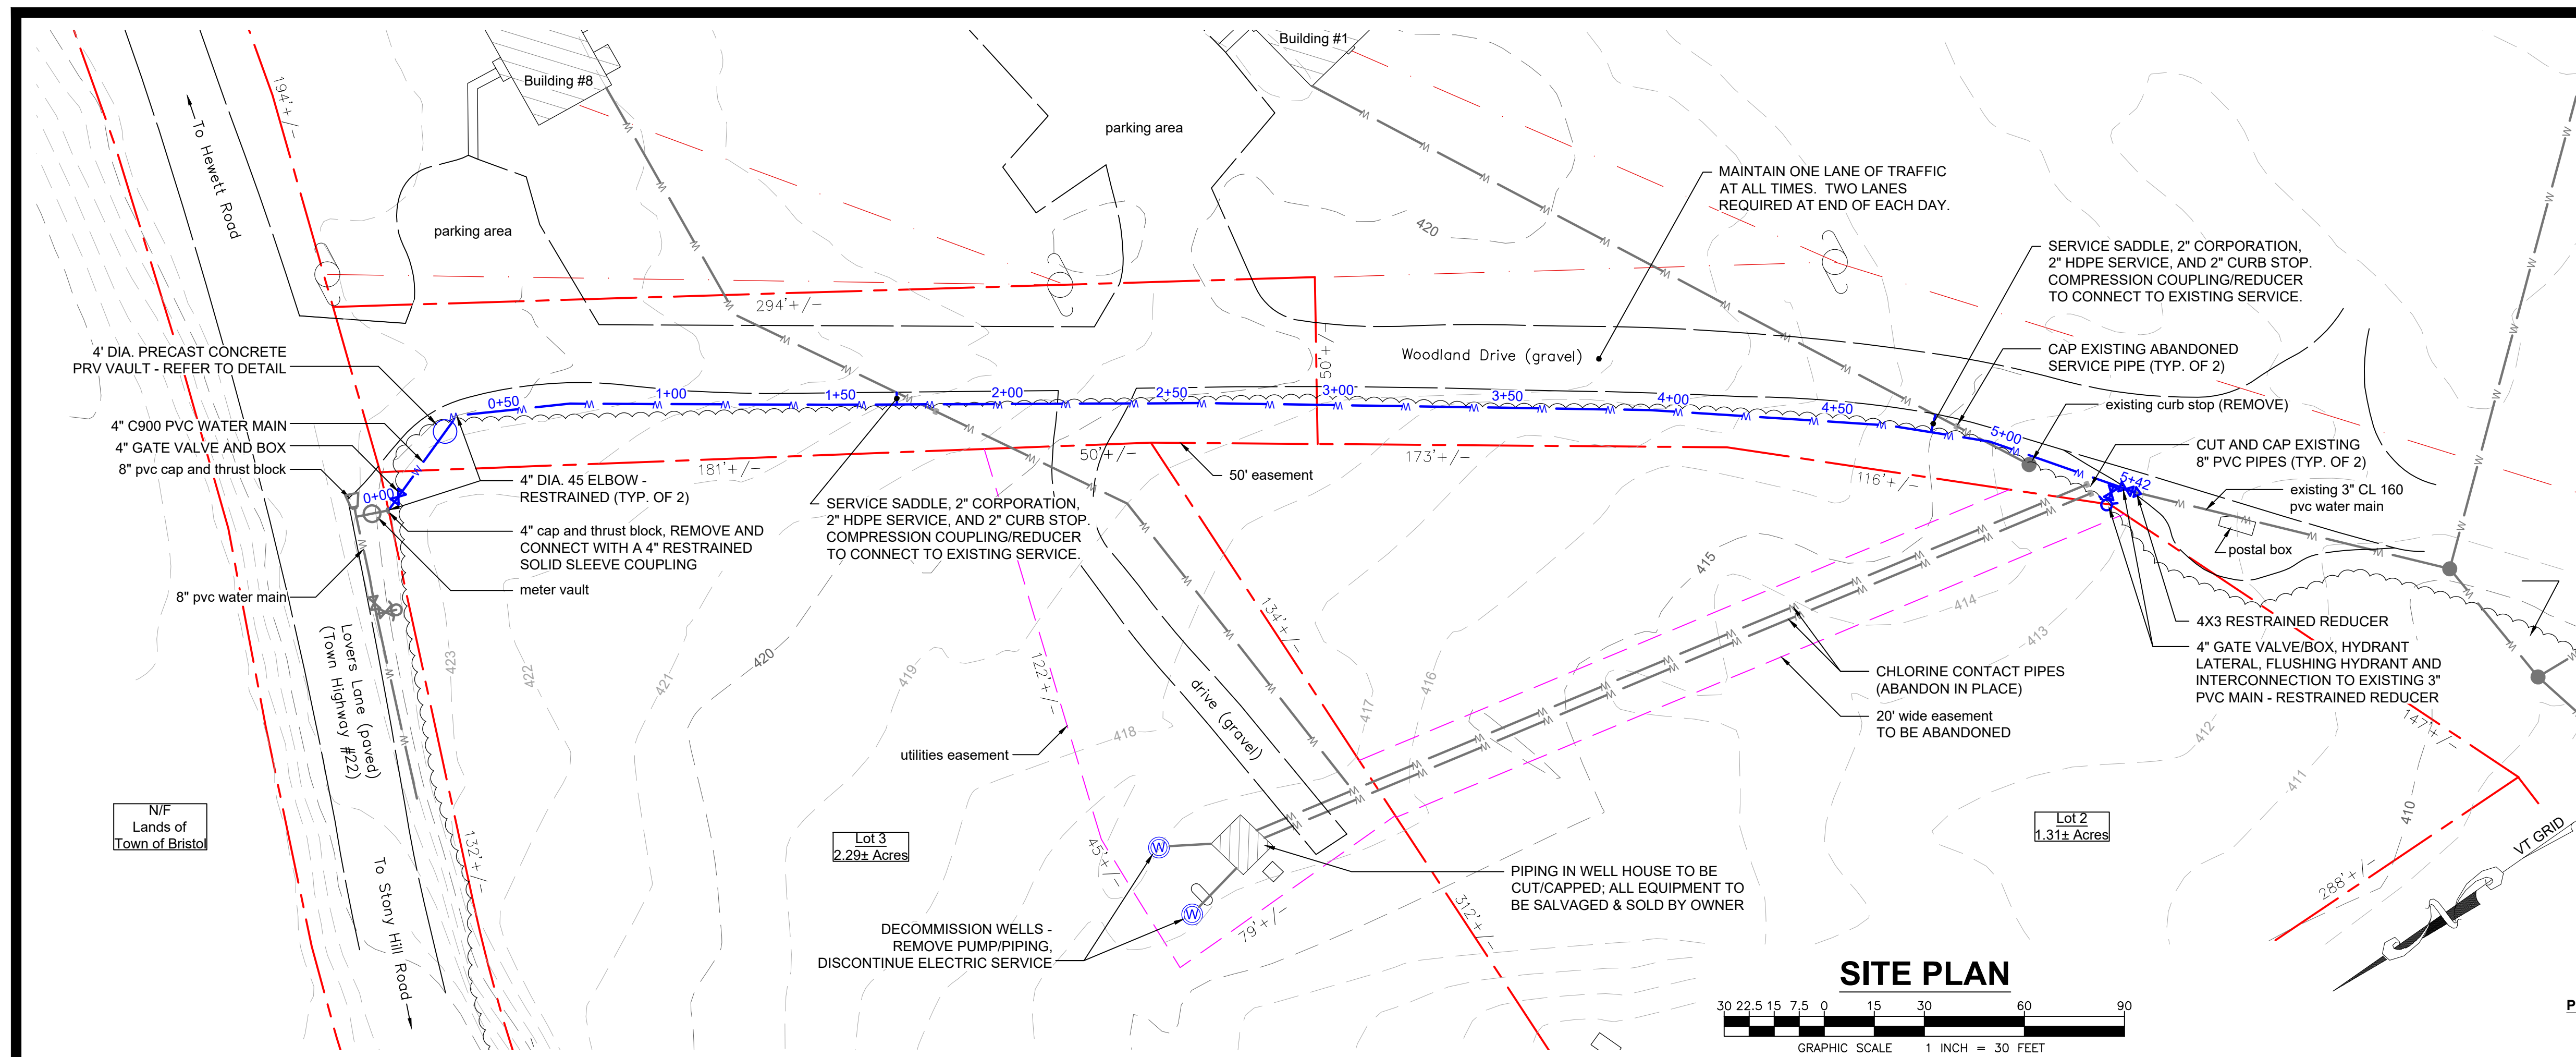 Building #8
Building #1
parking area
parking area
194'+/-
To Hewett Road
MAINTAIN ONE LANE OF TRAFFIC
AT ALL TIMES.  TWO LANES
REQUIRED AT END OF EACH DAY.
420
SERVICE SADDLE, 2" CORPORATION,
2" HDPE SERVICE, AND 2" CURB STOP.
COMPRESSION COUPLING/REDUCER
TO CONNECT TO EXISTING SERVICE.
294'+/-
50'+/-
Woodland Drive (gravel)
CAP EXISTING ABANDONED
SERVICE PIPE (TYP. OF 2)
existing curb stop (REMOVE)
4' DIA. PRECAST CONCRETE
PRV VAULT - REFER TO DETAIL
0+50
1+00
1+50
2+00
2+50
3+00
3+50
4+00
4+50
5+00
5+42
0+00
4" C900 PVC WATER MAIN
4" GATE VALVE AND BOX
8" pvc cap and thrust block
CUT AND CAP EXISTING
8" PVC PIPES (TYP. OF 2)
181'+/-
50'+/-
50' easement
173'+/-
116'+/-
existing 3" CL 160
pvc water main
postal box
4" DIA. 45 ELBOW -
RESTRAINED (TYP. OF 2)
4" cap and thrust block, REMOVE AND
CONNECT WITH A 4" RESTRAINED
SOLID SLEEVE COUPLING
meter vault
8" pvc water main
SERVICE SADDLE, 2" CORPORATION,
2" HDPE SERVICE, AND 2" CURB STOP.
COMPRESSION COUPLING/REDUCER
TO CONNECT TO EXISTING SERVICE.
Lovers Lane (paved)
(Town Highway #22)
423
422
421
420
419
418
417
416
415
414
413
412
411
410
122'+/-
134'+/-
drive (gravel)
utilities easement
CHLORINE CONTACT PIPES
(ABANDON IN PLACE)
20' wide easement
TO BE ABANDONED
4X3 RESTRAINED REDUCER
4" GATE VALVE/BOX, HYDRANT
LATERAL, FLUSHING HYDRANT AND
INTERCONNECTION TO EXISTING 3"
PVC MAIN - RESTRAINED REDUCER
147'+/-
N/F
Lands of
Town of Bristol
Lot 3
2.29± Acres
Lot 2
1.31± Acres
132'+/-
To Stony Hill Road
45'+/-
79'+/-
312'+/-
288'+/-
W
W
PIPING IN WELL HOUSE TO BE
CUT/CAPPED; ALL EQUIPMENT TO
BE SALVAGED & SOLD BY OWNER
DECOMMISSION WELLS -
REMOVE PUMP/PIPING,
DISCONTINUE ELECTRIC SERVICE
VT GRID
SITE PLAN
30 22.5 15 7.5 0 15 30 60 90
GRAPHIC SCALE 1 INCH = 30 FEET
P